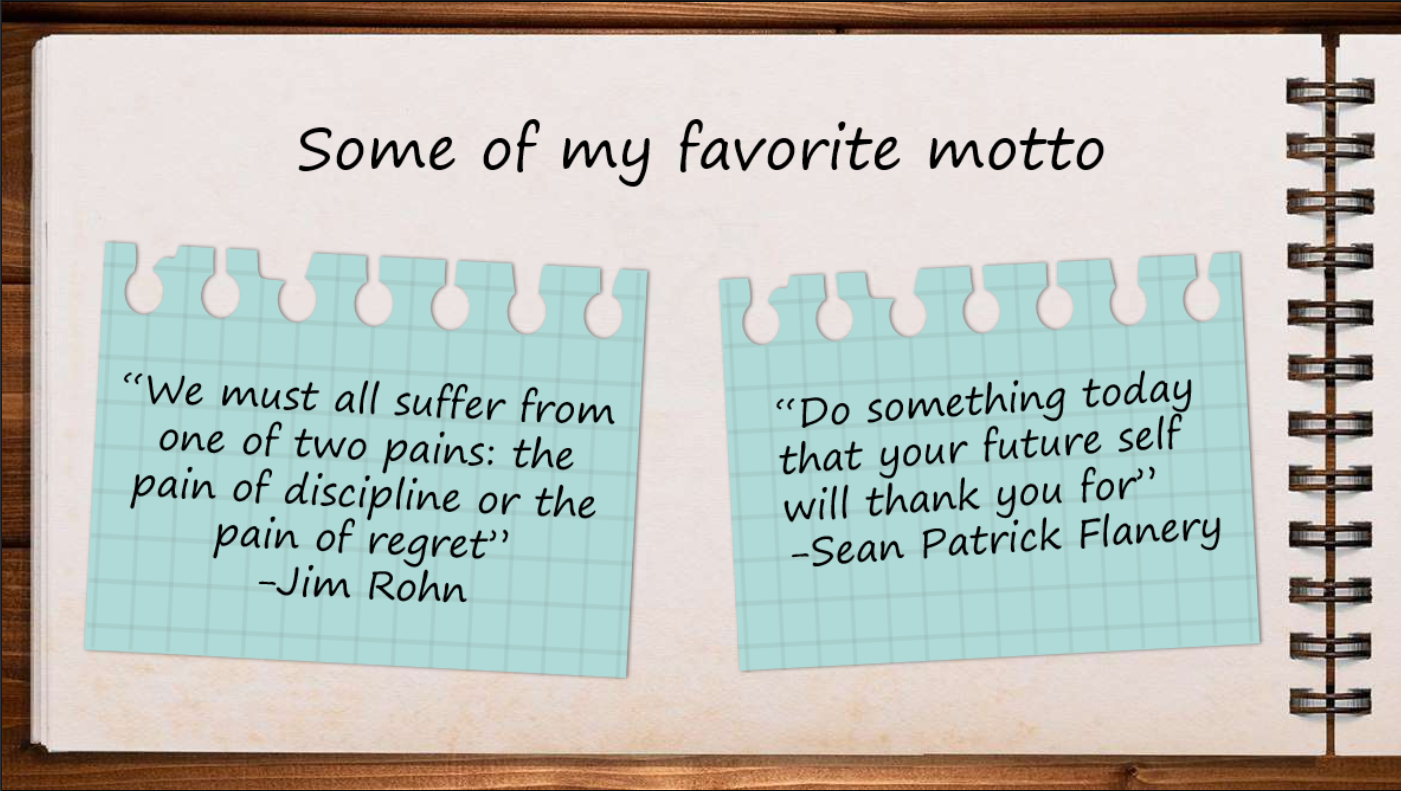 Some of my favorite motto
“We must all suffer from
one of two pains: the
pain of discipline or the
pain of regret”
-Jim Rohn
“Do something today
that your future self
will thank you for”
-Sean Patrick Flanery